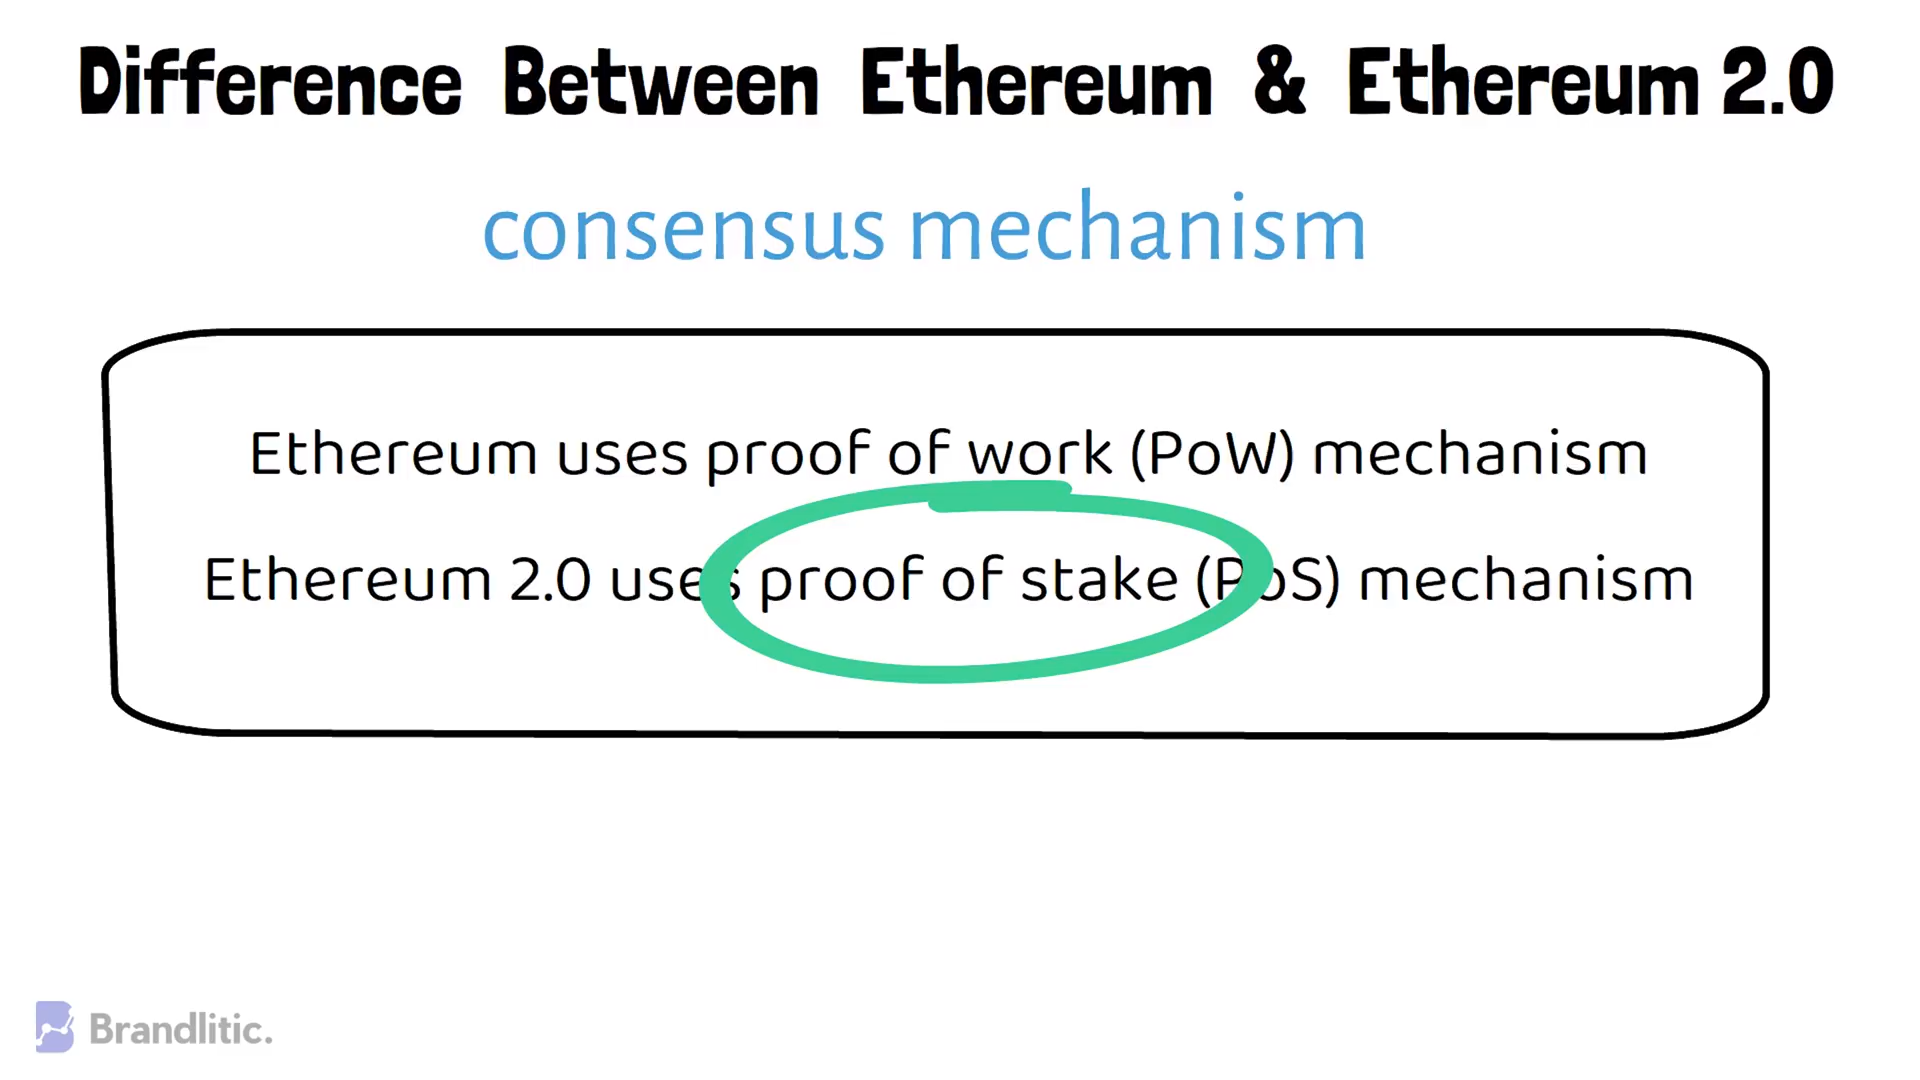 Difference Between Ethereum & Ethereum 2.0
consensus mechanism
Ethereum uses proof of work (PoW) mechanism
Ethereum 2.0 uses proof of stake (PoS) mechanism
Brandlitic.